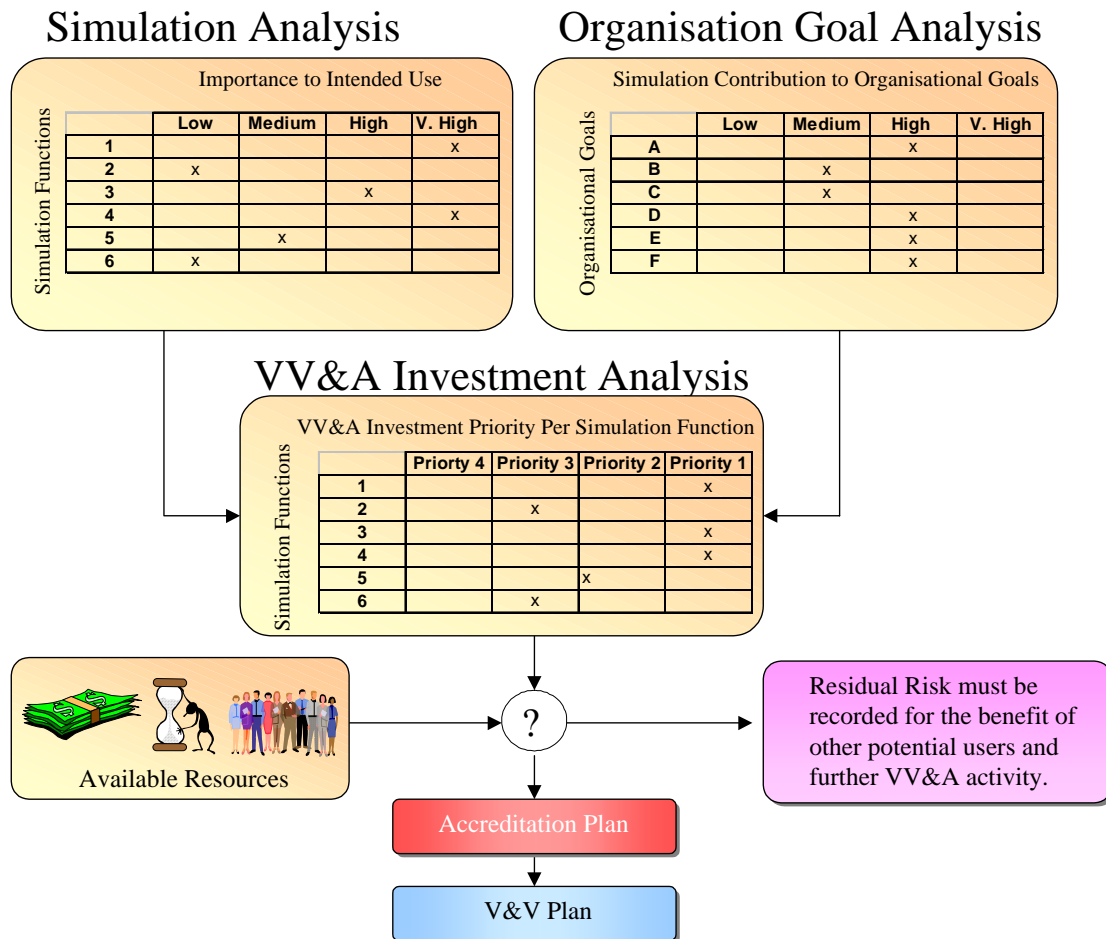 Simulation Analysis
Organisation Goal Analysis
Importance to Intended Use
Simulation Functions
Low Medium High V. High
1 x
2 x
3 x
4 x
5 x
6 x
Simulation Contribution to Organisational Goals
Organisational Goals
Low Medium High V. High
A x
B x
C x
D x
E x
F x
VV&A Investment Analysis
VV&A Investment Priority Per Simulation Function
Simulation Functions
Priorty 4 Priority 3 Priority 2 Priority 1
1 x
2 x
3 x
4 x
5 x
6 x
$ $
Available Resources
?
Residual Risk must be
recorded for the benefit of
other potential users and
further VV&A activity.
Accreditation Plan
V&V Plan